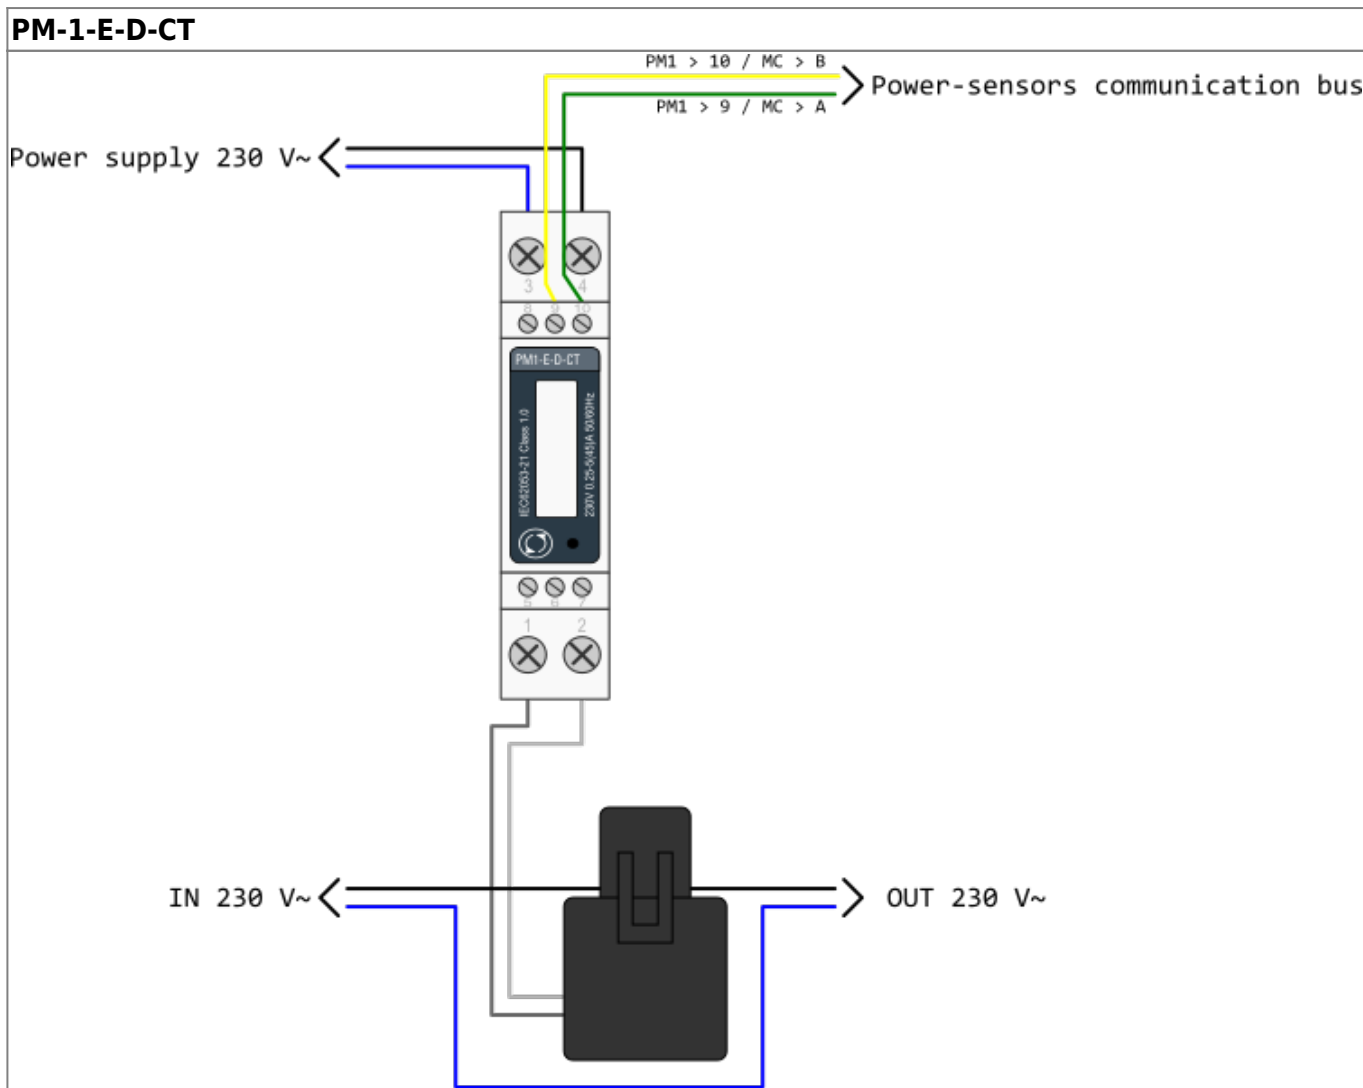 PM-1-E-D-CT
PM1 > 10 / MC > B
Power-sensors communication bus
PM1 > 9 / MC > A
Power supply 230 V~
3 4
8 9 10
PM1-E-D-CT
IEC62053-21 Class 1.0
230V 0.25-5(45)A 50/60Hz
5 6 7
1 2
IN 230 V~
OUT 230 V~